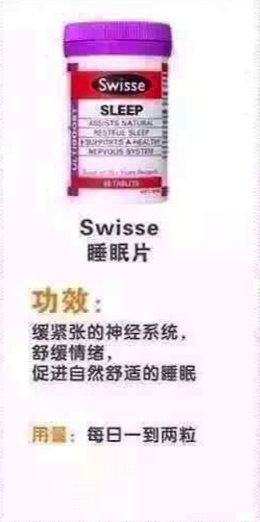 Swisse
SLEEP
ULTIBOOST
ASSISTS NATURAL
RESTFUL SLEEP
SUPPORTS A HEALTHY
NERVOUS SYSTEM
TABLETS
Swisse
睡眠片
功效：
缓紧张的神经系统，
舒缓情绪，
促进自然舒适的睡眠
用量：每日一到两粒